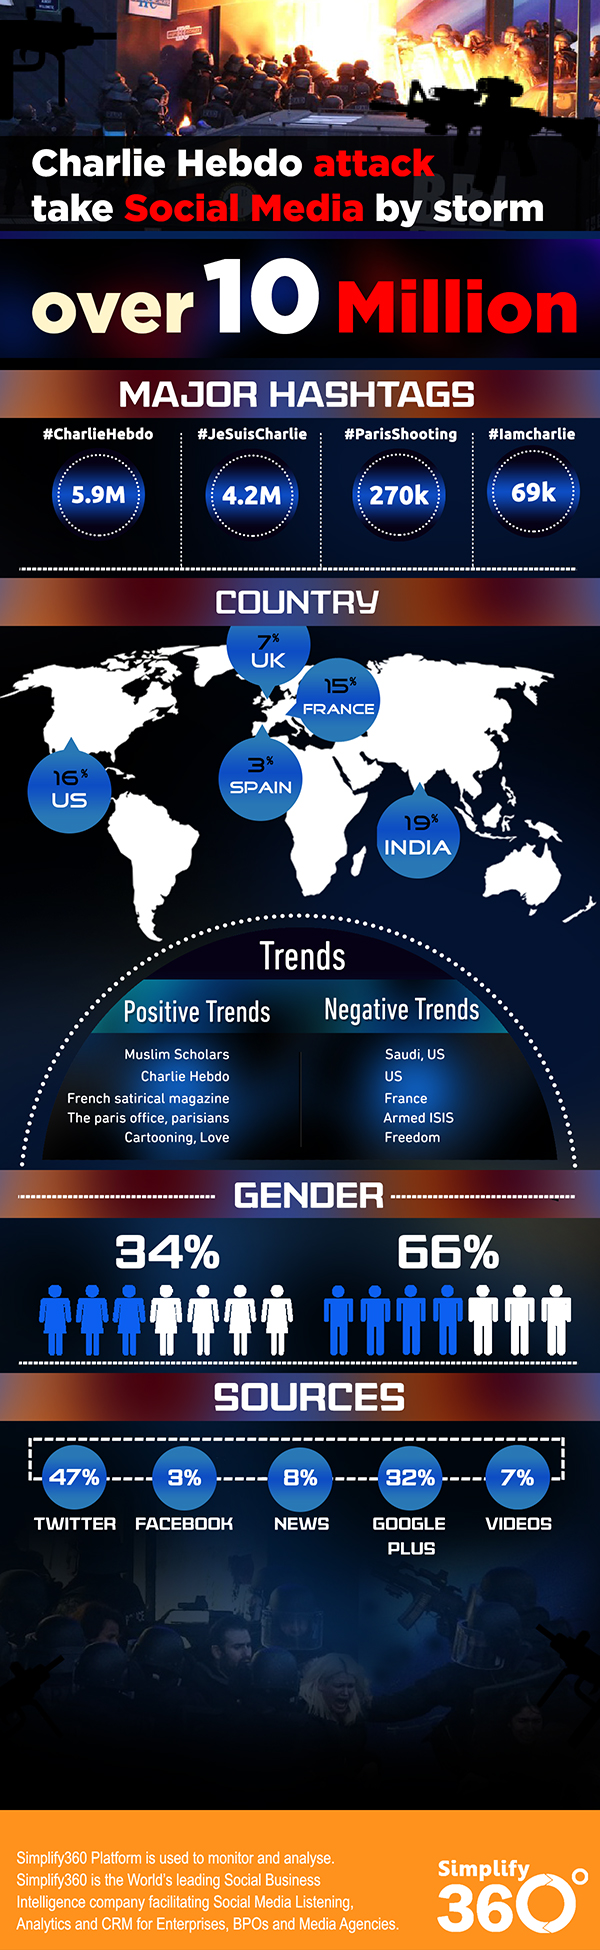 Charlie Hebdo attack
take Social Media by storm
over 10 Million
MAJOR HASHTAGS
#CharlieHebdo #JeSuisCharlie #ParisShooting #Iamcharlie
5.9M 4.2M 270k 69k
COUNTRY
7%
UK
15%
FRANCE
16%
US
3%
SPAIN
19%
INDIA
Trends
Positive Trends Negative Trends
Muslim Scholars Saudi, US
Charlie Hebdo US
French satirical magazine France
The paris office, parisians Armed ISIS
Cartooning, Love Freedom
GENDER
34% 66%
SOURCES
47% 3% 8% 32% 7%
TWITTER FACEBOOK NEWS GOOGLE PLUS VIDEOS
Simplify360 Platform is used to monitor and analyse.
Simplify360 is the World's leading Social Business
Intelligence company facilitating Social Media Listening,
Analytics and CRM for Enterprises, BPOs and Media Agencies.
Simplify
360°